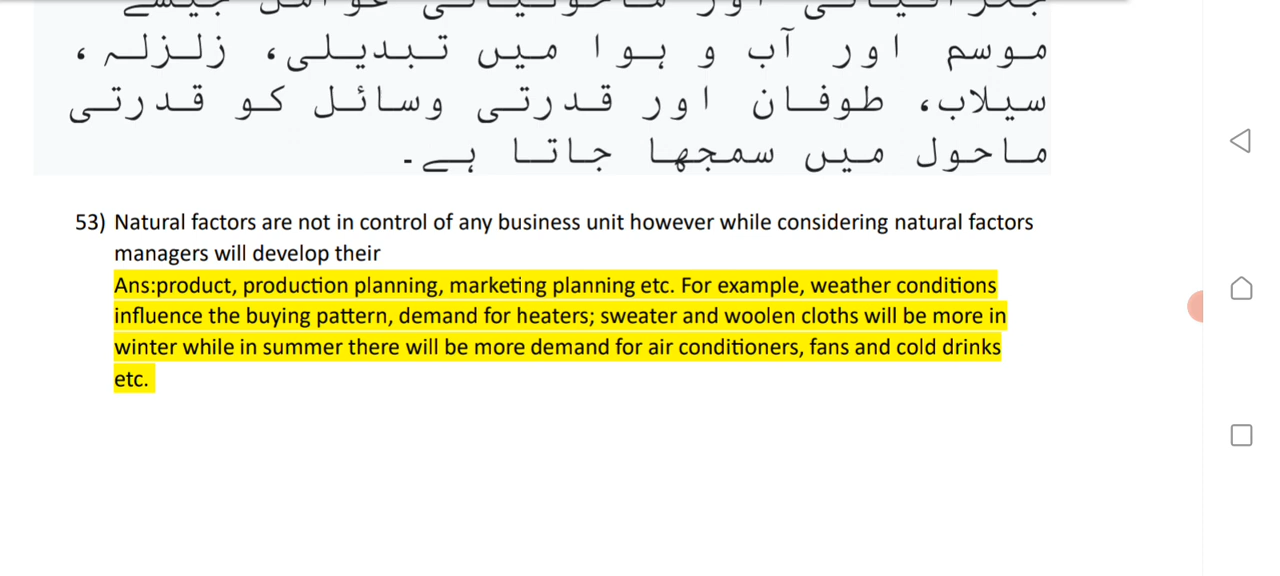 موسم اور آب و ہوا میں تبدیلی، زلزلہ،
سیلاب، طوفان اور قدرتی وسائل کو قدرتی
ماحول میں سمجھا جاتا ہے۔
53) Natural factors are not in control of any business unit however while considering natural factors
managers will develop their
Ans:product, production planning, marketing planning etc. For example, weather conditions
influence the buying pattern, demand for heaters; sweater and woolen cloths will be more in
winter while in summer there will be more demand for air conditioners, fans and cold drinks
etc.